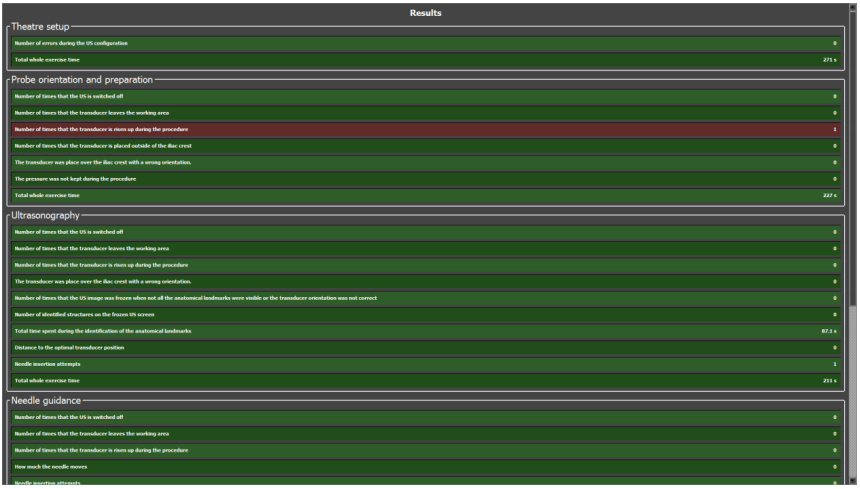 Results
Theatre setup
Number of errors during the US configuration 0
Total whole exercise time 271 s
Probe orientation and preparation
Number of times that the US is switched off 0
Number of times that the transducer leaves the working area 0
Number of times that the transducer is risen up during the procedure 1
Number of times that the transducer is placed outside of the iliac crest 0
The transducer was place over the iliac crest with a wrong orientation. 0
The pressure was not kept during the procedure 0
Total whole exercise time 227 s
Ultrasonography
Number of times that the US is switched off 0
Number of times that the transducer leaves the working area 0
Number of times that the transducer is risen up during the procedure 0
The transducer was place over the iliac crest with a wrong orientation. 0
Number of times that the US image was frozen when not all the anatomical landmarks were visible or the transducer orientation was not correct 0
Number of identified structures on the frozen US screen 0
Total time spent during the identification of the anatomical landmarks 87.1 s
Distance to the optimal transducer position 0
Needle insertion attempts 1
Total whole exercise time 211 s
Needle guidance
Number of times that the US is switched off 0
Number of times that the transducer leaves the working area 0
Number of times that the transducer is risen up during the procedure 0
How much the needle moves 0
Needle insertion attempts 0